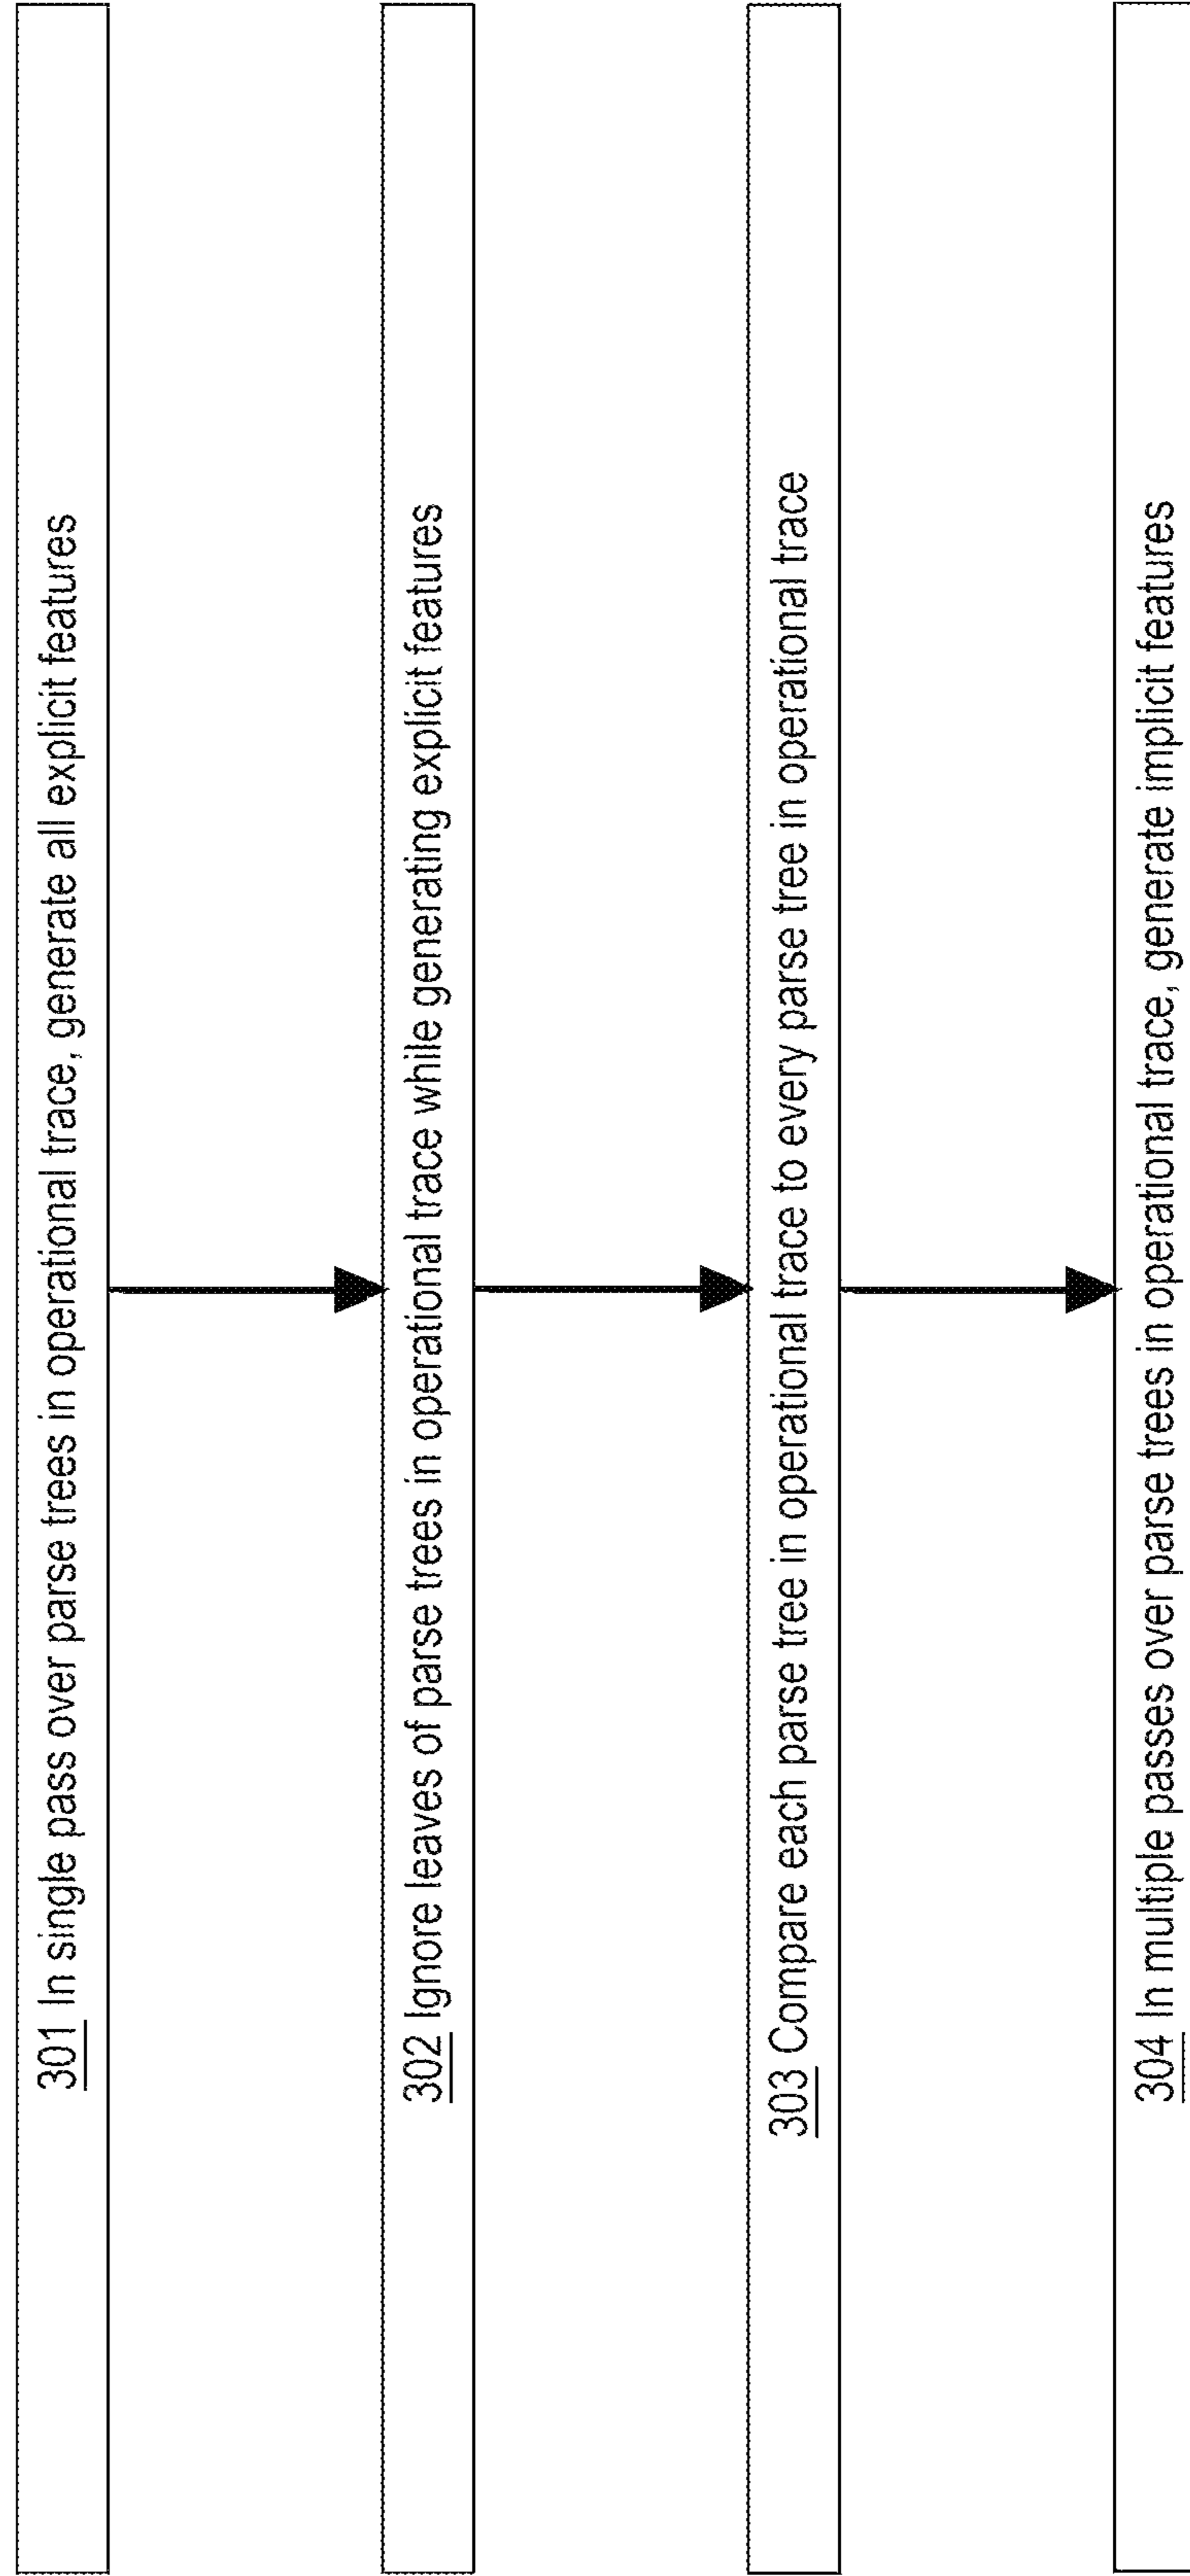 301 In single pass over parse trees in operational trace, generate all explicit features
302 Ignore leaves of parse trees in operational trace while generating explicit features
303 Compare each parse tree in operational trace to every parse tree in operational trace
304 In multiple passes over parse trees in operational trace, generate implicit features